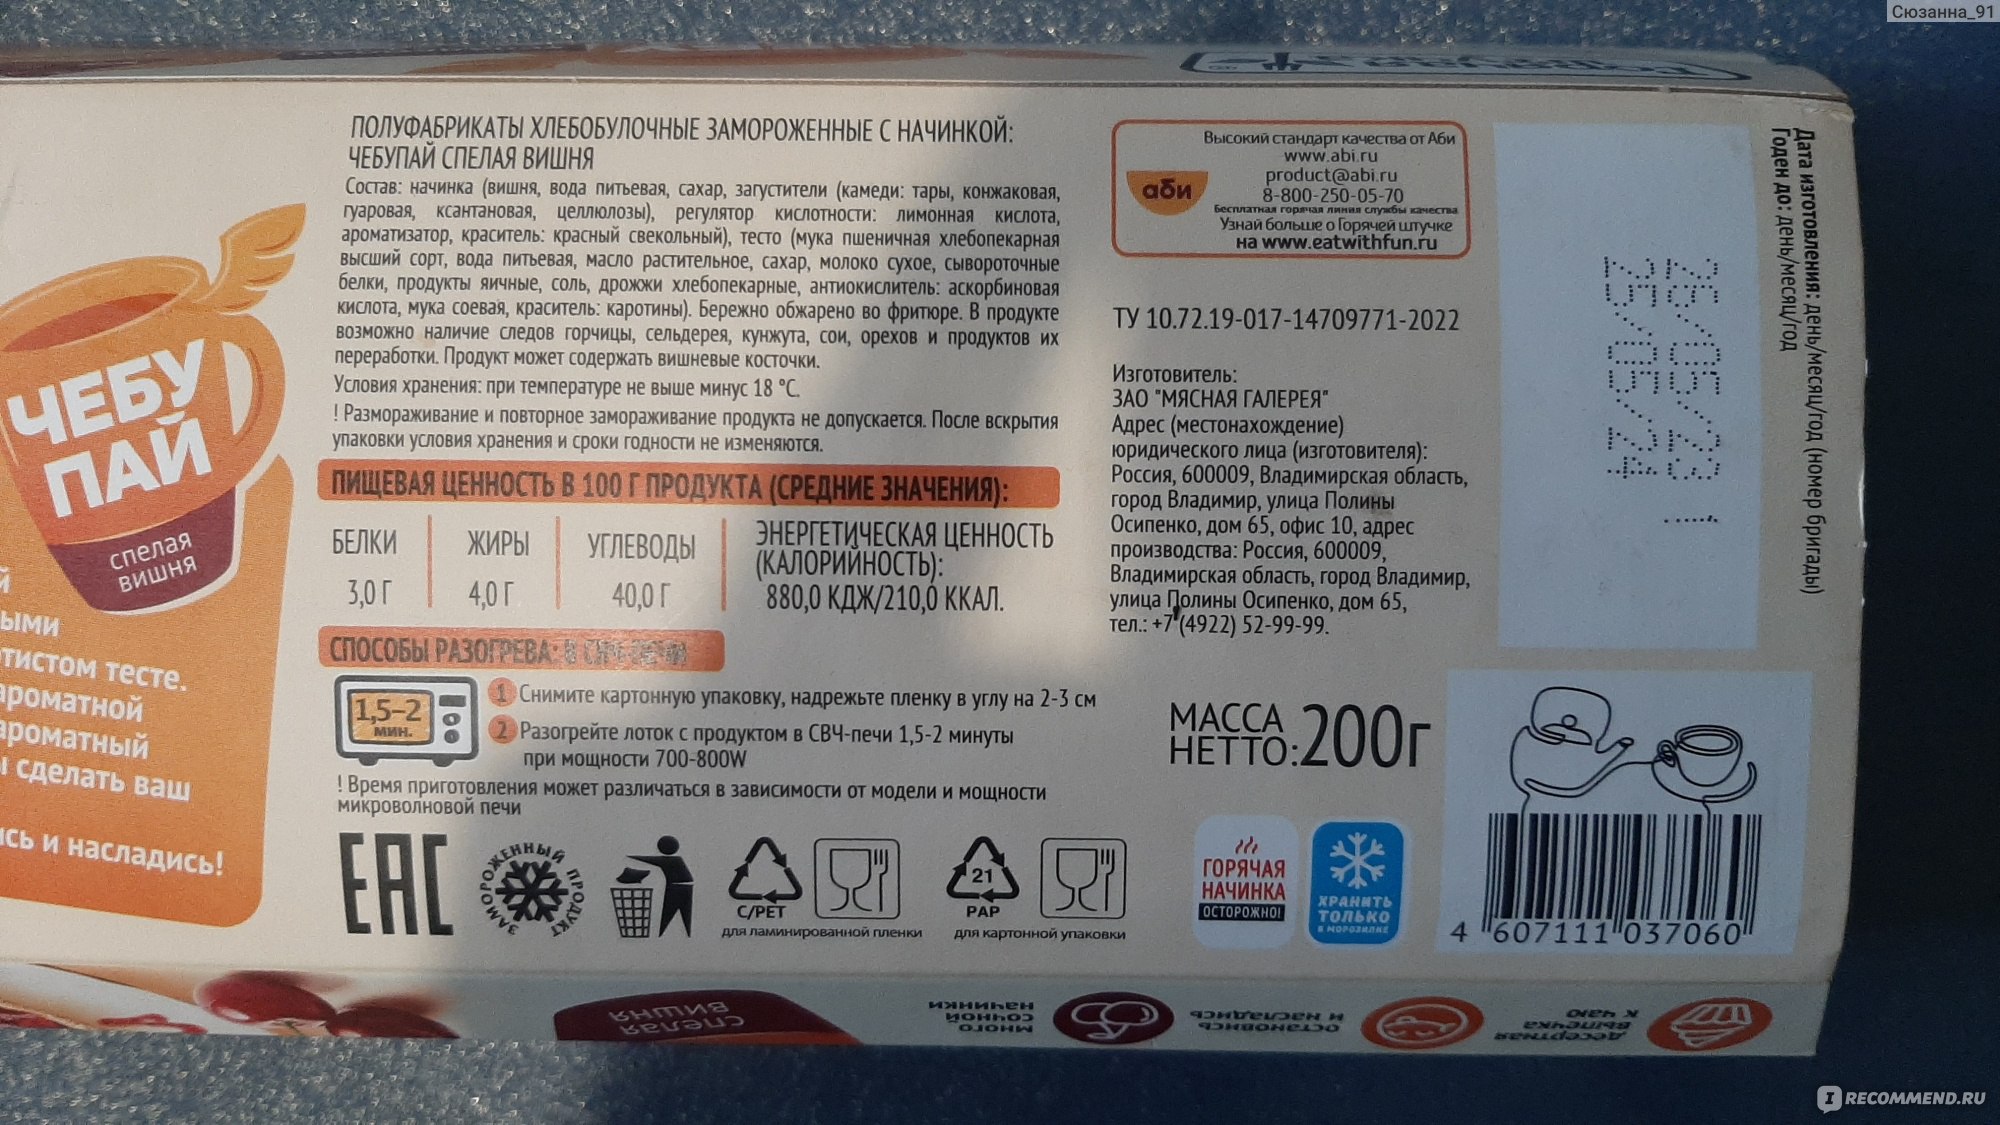 Сюзанна_91
ПОЛУФАБРИКАТЫ ХЛЕБОБУЛОЧНЫЕ ЗАМОРОЖЕННЫЕ С НАЧИНКОЙ:
ЧЕБУПАЙ СПЕЛАЯ ВИШНЯ
Состав: начинка (вишня, вода питьевая, сахар, загустители (камеди: тары, конжаковая,
гуаровая, ксантановая, целлюлозы), регулятор кислотности: лимонная кислота,
ароматизатор, краситель: красный свекольный), тесто (мука пшеничная хлебопекарная
высший сорт, вода питьевая, масло растительное, сахар, молоко сухое, сывороточные
белки, продукты яичные, соль, дрожжи хлебопекарные, антиокислитель: аскорбиновая
кислота, мука соевая, краситель: каротины). Бережно обжарено во фритюре. В продукте
возможно наличие следов горчицы, сельдерея, кунжута, сои, орехов и продуктов их
переработки. Продукт может содержать вишневые косточки.
Условия хранения: при температуре не выше минус 18 °С.
! Размораживание и повторное замораживание продукта не допускается. После вскрытия
упаковки условия хранения и сроки годности не изменяются.
ПИЩЕВАЯ ЦЕННОСТЬ В 100 Г ПРОДУКТА (СРЕДНИЕ ЗНАЧЕНИЯ):
БЕЛКИ
3,0 Г
ЖИРЫ
4,0 Г
УГЛЕВОДЫ
40,0 Г
ЭНЕРГЕТИЧЕСКАЯ ЦЕННОСТЬ
(КАЛОРИЙНОСТЬ):
880,0 КДЖ/210,0 ККАЛ.
СПОСОБЫ РАЗОГРЕВА: В СВЧ-ПЕЧИ
1,5-2
МИН.
1 Снимите картонную упаковку, надрежьте пленку в углу на 2-3 см
2 Разогрейте лоток с продуктом в СВЧ-печи 1,5-2 минуты
при мощности 700-800W
! Время приготовления может различаться в зависимости от модели и мощности
микроволновой печи
ЕАС
ЗАМОРОЖЕННЫЙ ПРОДУКТ
C/PET
для ламинированной пленки
21
PAP
для картонной упаковки
ЧЕБУ
ПАЙ
спелая
вишня
ыми
тистом тесте.
ароматной
ароматный
сделать ваш
сь и насладись!
аби
Высокий стандарт качества от Аби
www.abi.ru
product@abi.ru
8-800-250-05-70
Бесплатная горячая линия службы качества
Узнай больше о Горячей штучке
на www.eatwithfun.ru
ТУ 10.72.19-017-14709771-2022
Изготовитель:
ЗАО "МЯСНАЯ ГАЛЕРЕЯ"
Адрес (местонахождение)
юридического лица (изготовителя):
Россия, 600009, Владимирская область,
город Владимир, улица Полины
Осипенко, дом 65, офис 10, адрес
производства: Россия, 600009,
Владимирская область, город Владимир,
улица Полины Осипенко, дом 65,
тел.: +7 (4922) 52-99-99.
МАССА
НЕТТО: 200г
ГОРЯЧАЯ
НАЧИНКА
ОСТОРОЖНО!
ХРАНИТЬ
ТОЛЬКО
В МОРОЗИЛКЕ
Дата изготовления: день/месяц/год (номер бригады)
Годен до: день/месяц/год
4 607111 037060
спелая
вишня
много
сочной
начинки
остановись
и насладись
десертная
выпечка
к чаю
IRECOMMEND.RU